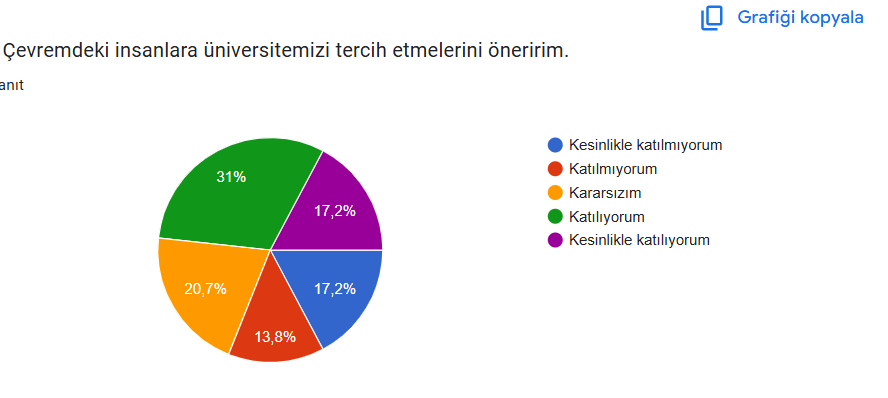 Grafiği kopyala
Çevremdeki insanlara üniversitemizi tercih etmelerini öneririm.
anıt
Kesinlikle katılmıyorum
Katılmıyorum
Kararsızım
Katılıyorum
Kesinlikle katılıyorum
31%
17,2%
20,7%
17,2%
13,8%